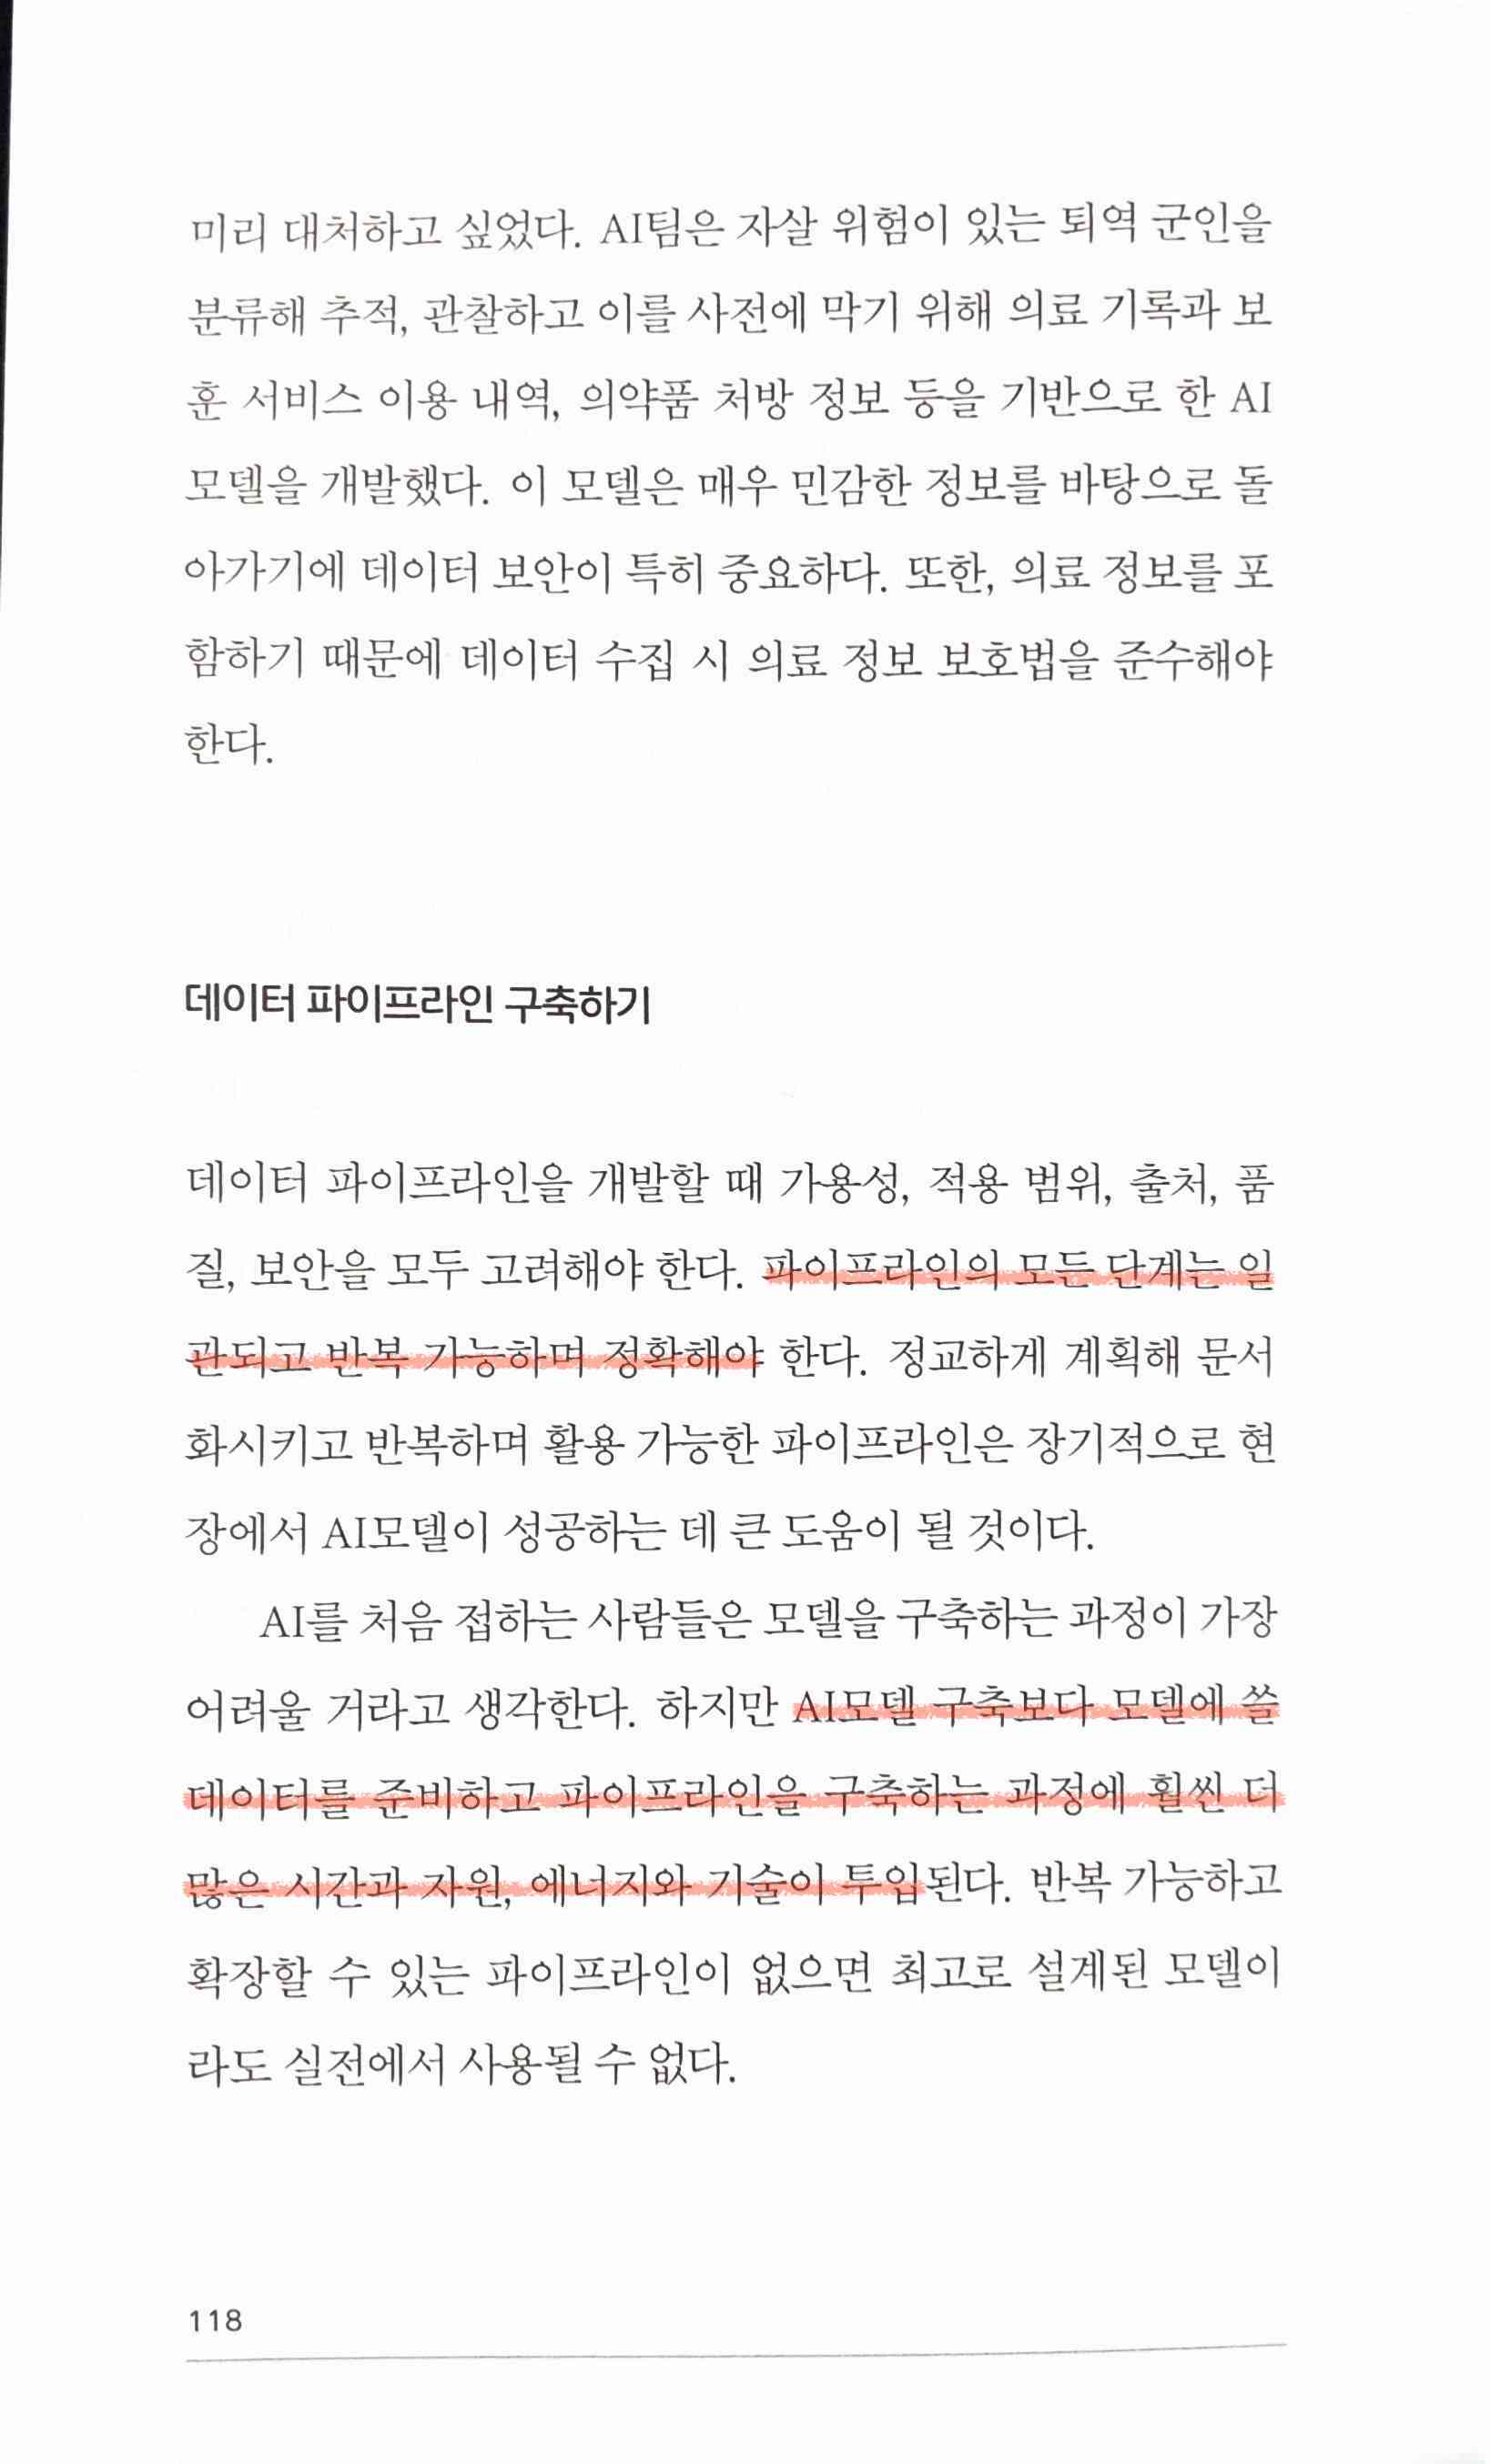 미리 대처하고 싶었다. AI팀은 자살 위험이 있는 퇴역 군인을
분류해 추적, 관찰하고 이를 사전에 막기 위해 의료 기록과 보
훈 서비스 이용 내역, 의약품 처방 정보 등을 기반으로 한 AI
모델을 개발했다. 이 모델은 매우 민감한 정보를 바탕으로 돌
아가기에 데이터 보안이 특히 중요하다. 또한, 의료 정보를 포
함하기 때문에 데이터 수집 시 의료 정보 보호법을 준수해야
한다.
데이터 파이프라인 구축하기
데이터 파이프라인을 개발할 때 가용성, 적용 범위, 출처, 품
질, 보안을 모두 고려해야 한다. 파이프라인의 모든 단계는 일
관되고 반복 가능하며 정확해야 한다. 정교하게 계획해 문서
화시키고 반복하며 활용 가능한 파이프라인은 장기적으로 현
장에서 AI모델이 성공하는 데 큰 도움이 될 것이다.
AI를 처음 접하는 사람들은 모델을 구축하는 과정이 가장
어려울 거라고 생각한다. 하지만 AI모델 구축보다 모델에 쓸
데이터를 준비하고 파이프라인을 구축하는 과정에 훨씬 더
많은 시간과 자원, 에너지와 기술이 투입된다. 반복 가능하고
확장할 수 있는 파이프라인이 없으면 최고로 설계된 모델이
라도 실전에서 사용될 수 없다.
118